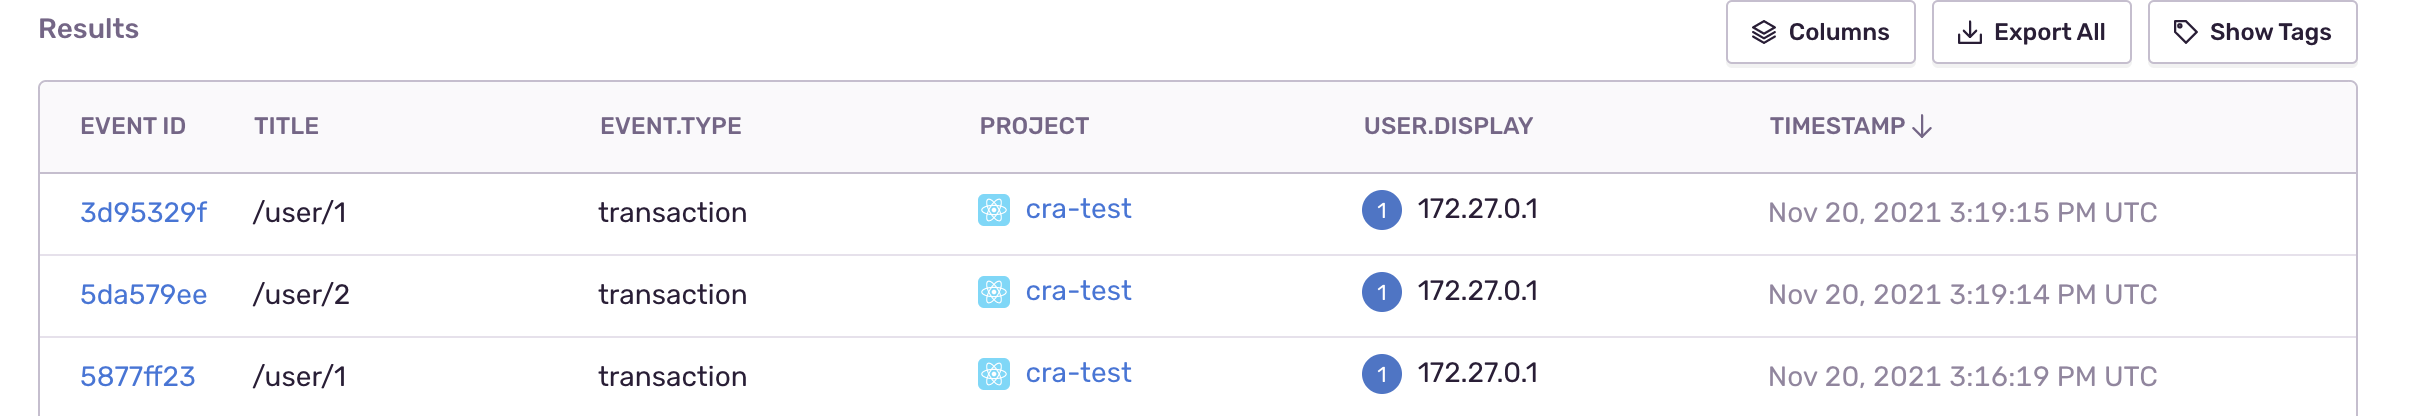 Results
Columns Export All Show Tags
EVENT ID TITLE EVENT.TYPE PROJECT USER.DISPLAY TIMESTAMP
3d95329f /user/1 transaction cra-test 1 172.27.0.1 Nov 20, 2021 3:19:15 PM UTC
5da579ee /user/2 transaction cra-test 1 172.27.0.1 Nov 20, 2021 3:19:14 PM UTC
5877ff23 /user/1 transaction cra-test 1 172.27.0.1 Nov 20, 2021 3:16:19 PM UTC